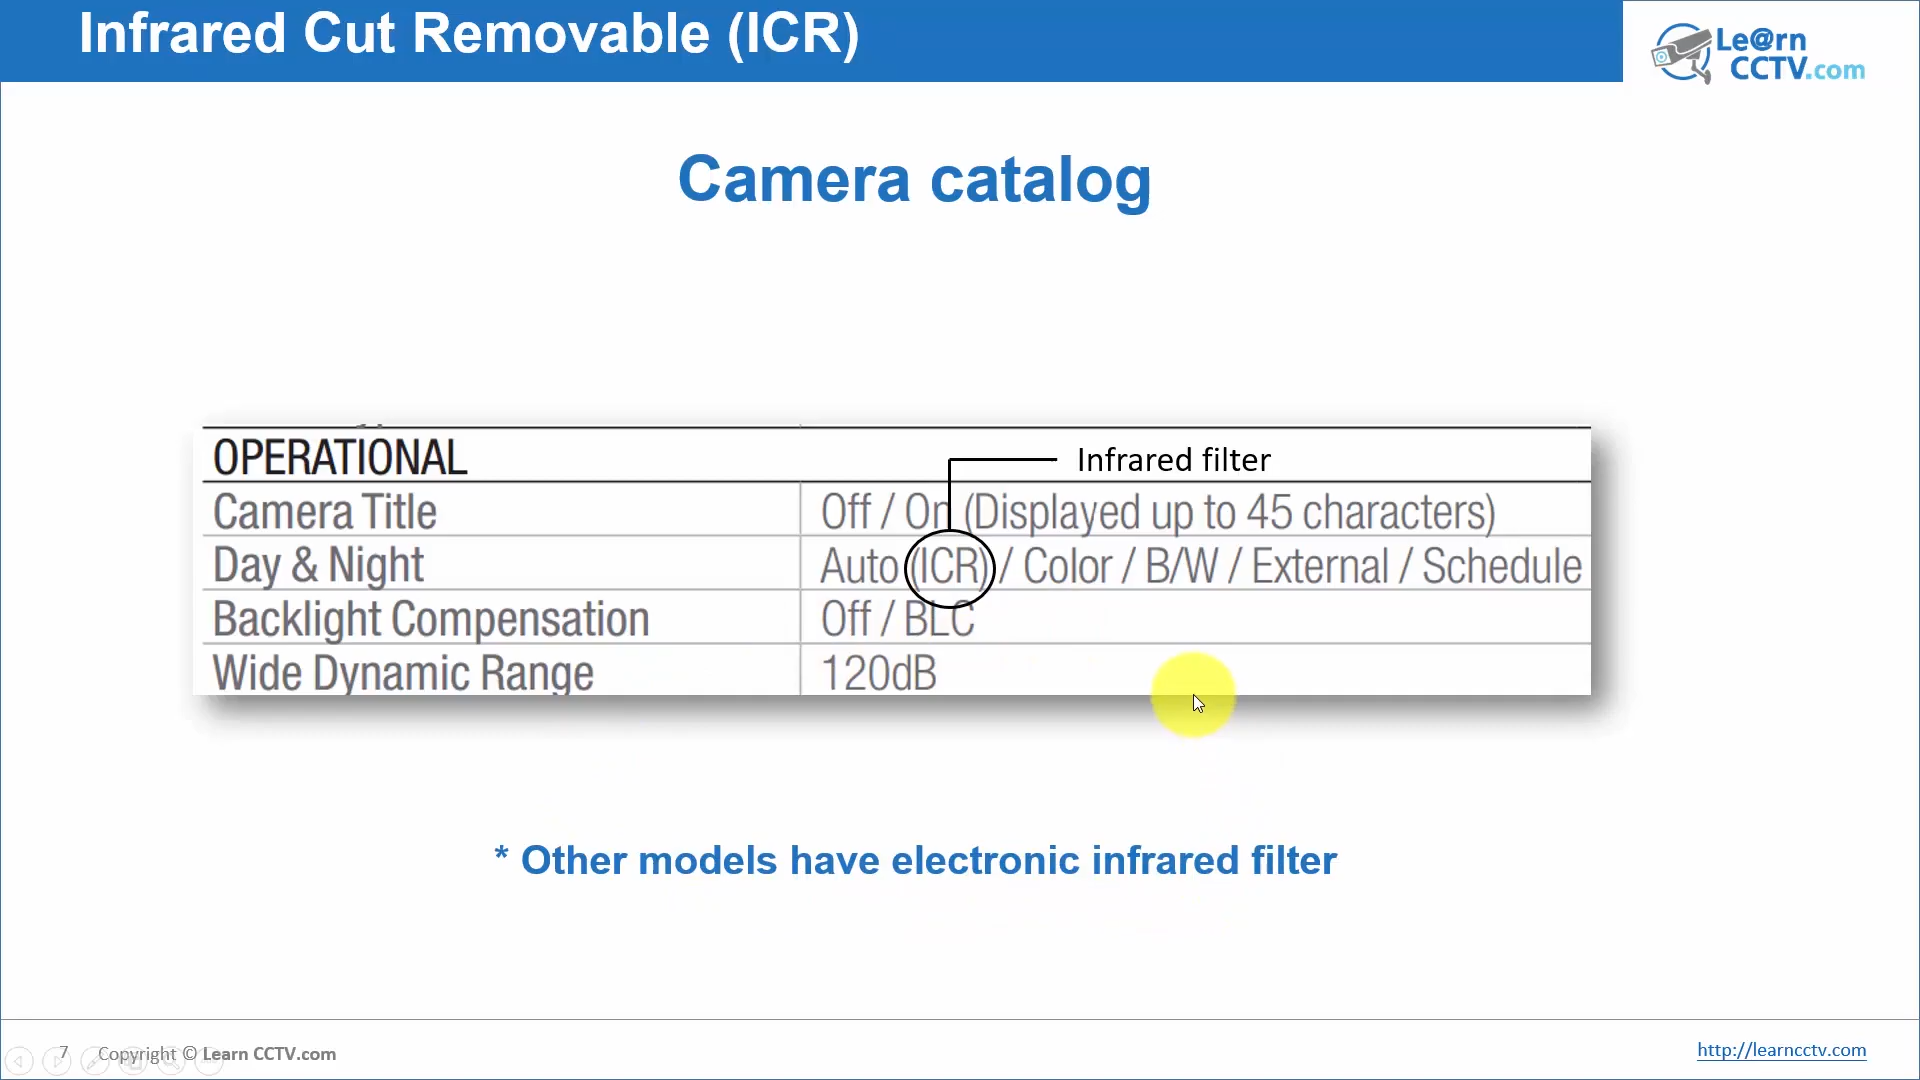 Infrared Cut Removable (ICR)
Le@rn
CCTV.com
Camera catalog
OPERATIONAL
Infrared filter
Camera Title Off / On (Displayed up to 45 characters)
Day & Night Auto (ICR) / Color / B/W / External / Schedule
Backlight Compensation Off / BLC
Wide Dynamic Range 120dB
* Other models have electronic infrared filter
7 Copyright © Learn CCTV.com
http://learncctv.com